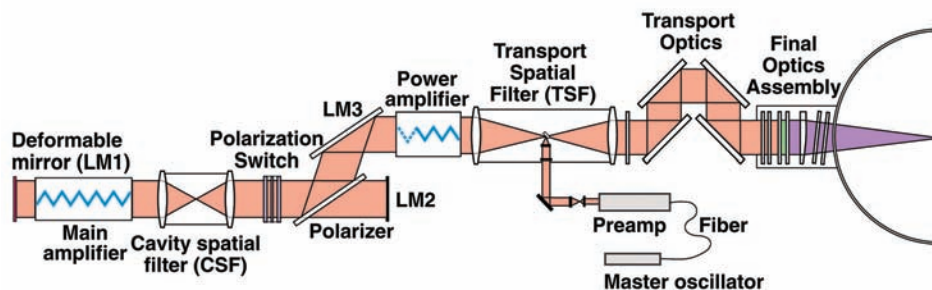 Deformable
mirror (LM1)
Main
amplifier
Cavity spatial
filter (CSF)
Polarization
Switch
LM3
Polarizer
LM2
Power
amplifier
Transport
Spatial
Filter (TSF)
Preamp
Fiber
Master oscillator
Transport
Optics
Final
Optics
Assembly